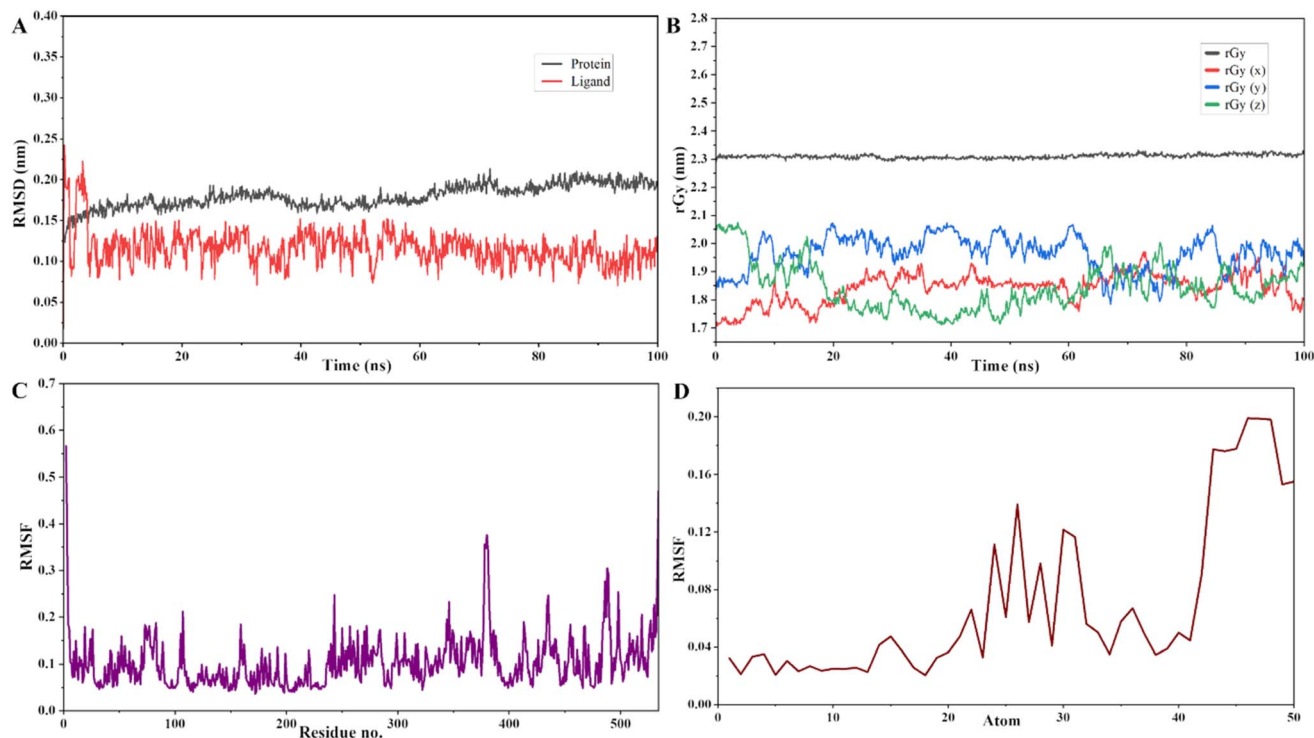 A
0.40
0.35
0.30
0.25
0.20
0.15
0.10
0.05
0.00
RMSD (nm)
Protein
Ligand
0 20 40 60 80 100
Time (ns)
B
2.8
2.7
2.6
2.5
2.4
2.3
2.2
2.1
2.0
1.9
1.8
1.7
rGy (nm)
rGy
rGy (x)
rGy (y)
rGy (z)
0 20 40 60 80 100
Time (ns)
C
0.7
0.6
0.5
0.4
0.3
0.2
0.1
0.0
RMSF
0 100 200 300 400 500
Residue no.
D
0.20
0.16
0.12
0.08
0.04
0.00
RMSF
0 10 20 30 40 50
Atom